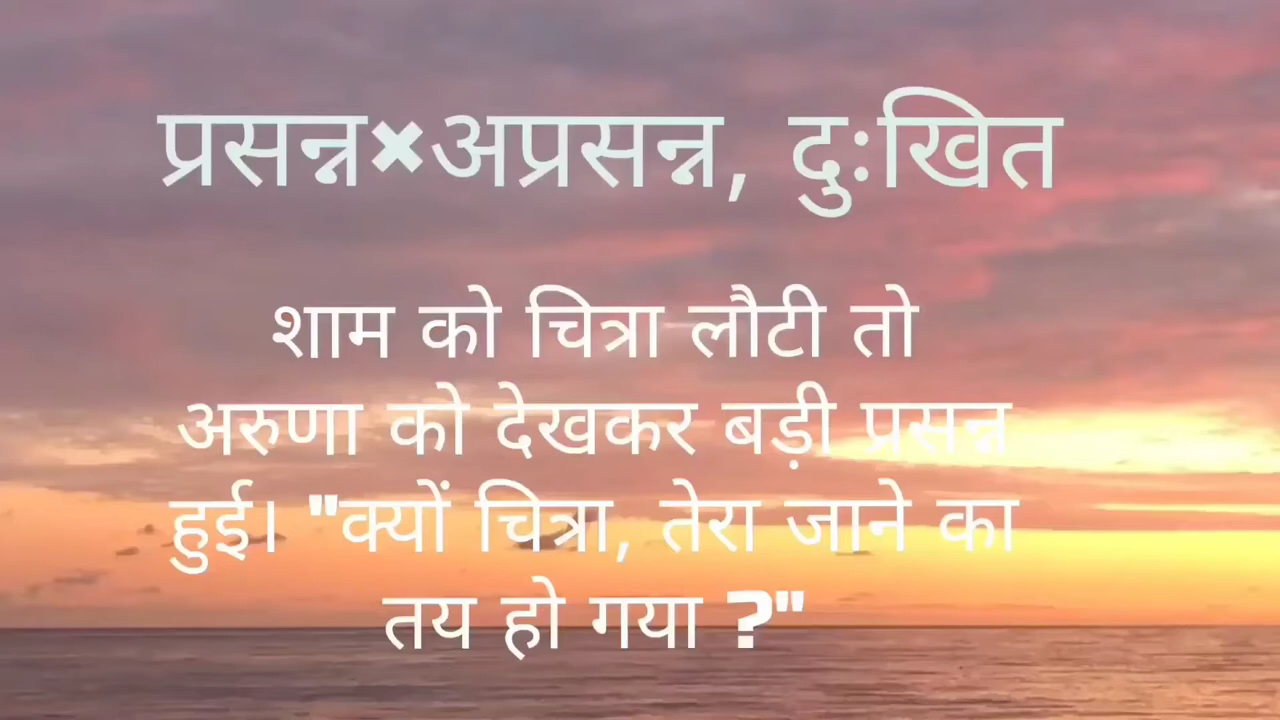 प्रसन्न×अप्रसन्न, दुःखित
शाम को चित्रा लौटी तो
अरुणा को देखकर बड़ी प्रसन्न
हुई। "क्यों चित्रा, तेरा जाने का
तय हो गया ?"